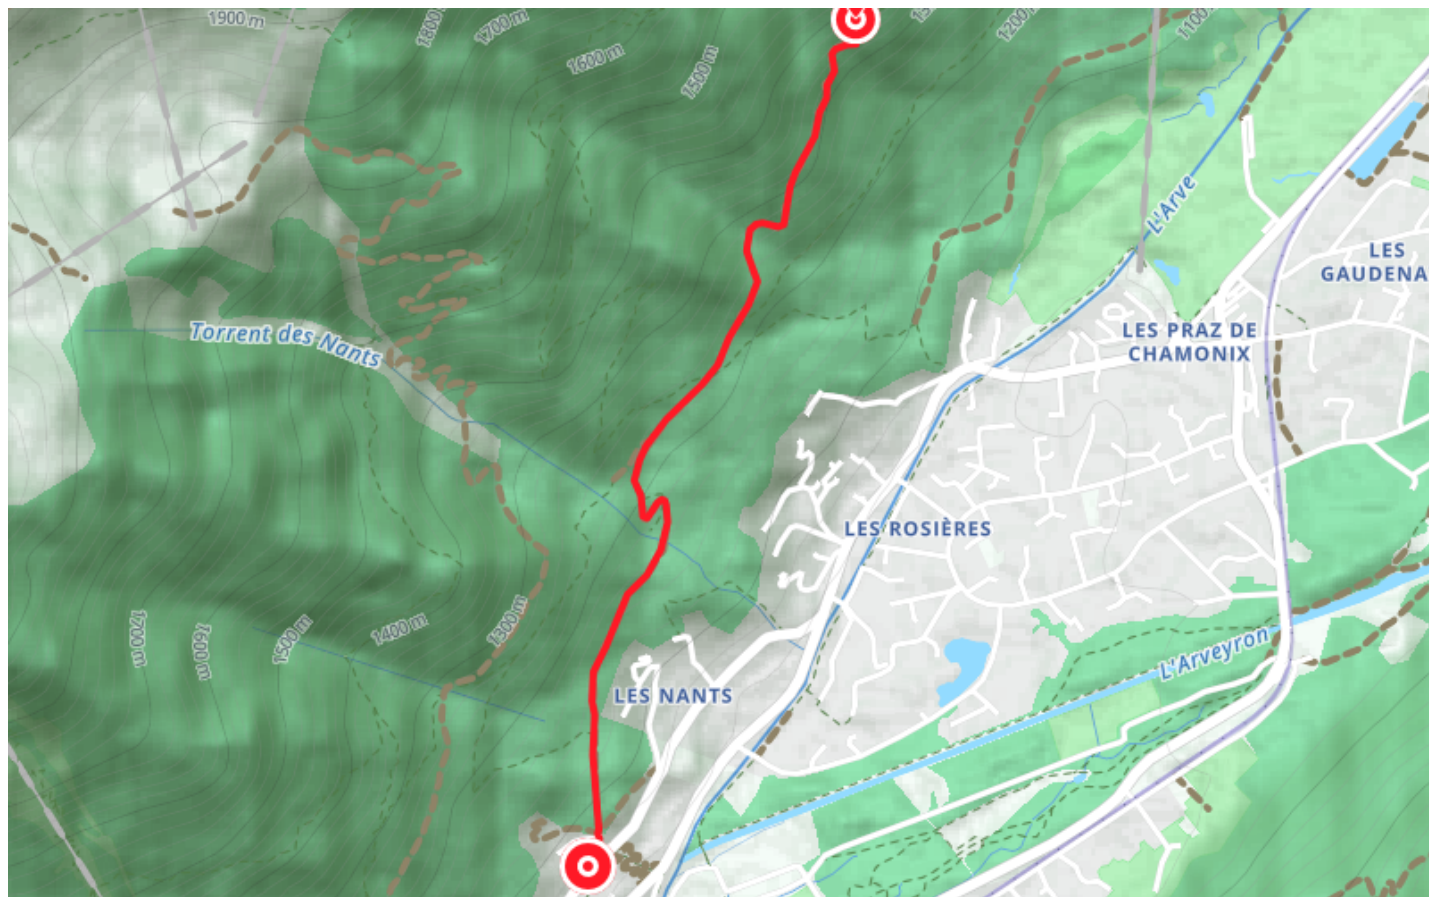 1900 m
1800
1700 m
1600 m
1500 m
1200
1100
L'Arve
LES
GAUDENA
Torrent des Nants
LES PRAZ DE
CHAMONIX
LES ROSIÈRES
1700 m
1600 m
1500 m
1400 m
1300 m
L'Arveyron
LES NANTS